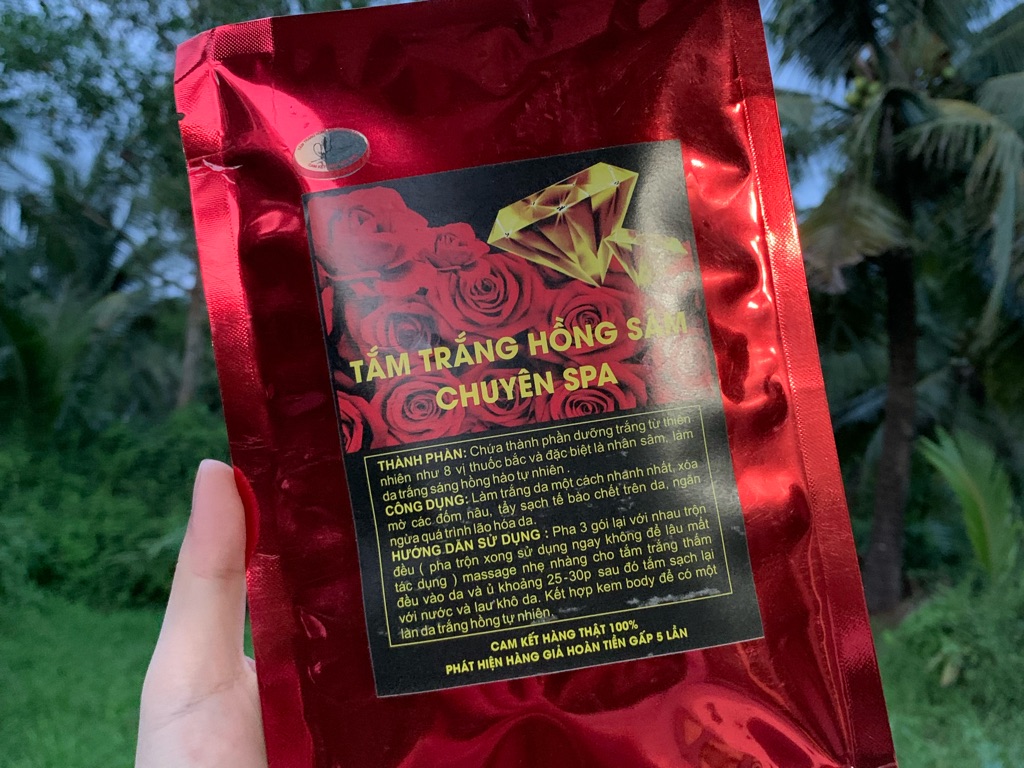 TẮM TRẮNG HỒNG SÂM
CHUYÊN SPA
THÀNH PHẦN: Chứa thành phần dưỡng trắng từ thiên
nhiên như 8 vị thuốc bắc và đặc biệt là nhân sâm, làm
da trắng sáng hồng hào tự nhiên .
CÔNG DỤNG: Làm trắng da một cách nhanh nhất, xóa
mờ các đốm nâu, tẩy sạch tế bào chết trên da, ngăn
ngừa quá trình lão hóa da.
HƯỚNG DẪN SỬ DỤNG : Pha 3 gói lại với nhau trộn
đều ( pha trộn xong sử dụng ngay không để lâu mất
tác dụng ) massage nhẹ nhàng cho tắm trắng thấm
đều vào da và ủ khoảng 25-30p sau đó tắm sạch lại
với nước và lau khô da. Kết hợp kem body để có một
làn da trắng hồng tự nhiên.
CAM KẾT HÀNG THẬT 100%
PHÁT HIỆN HÀNG GIẢ HOÀN TIỀN GẤP 5 LẦN